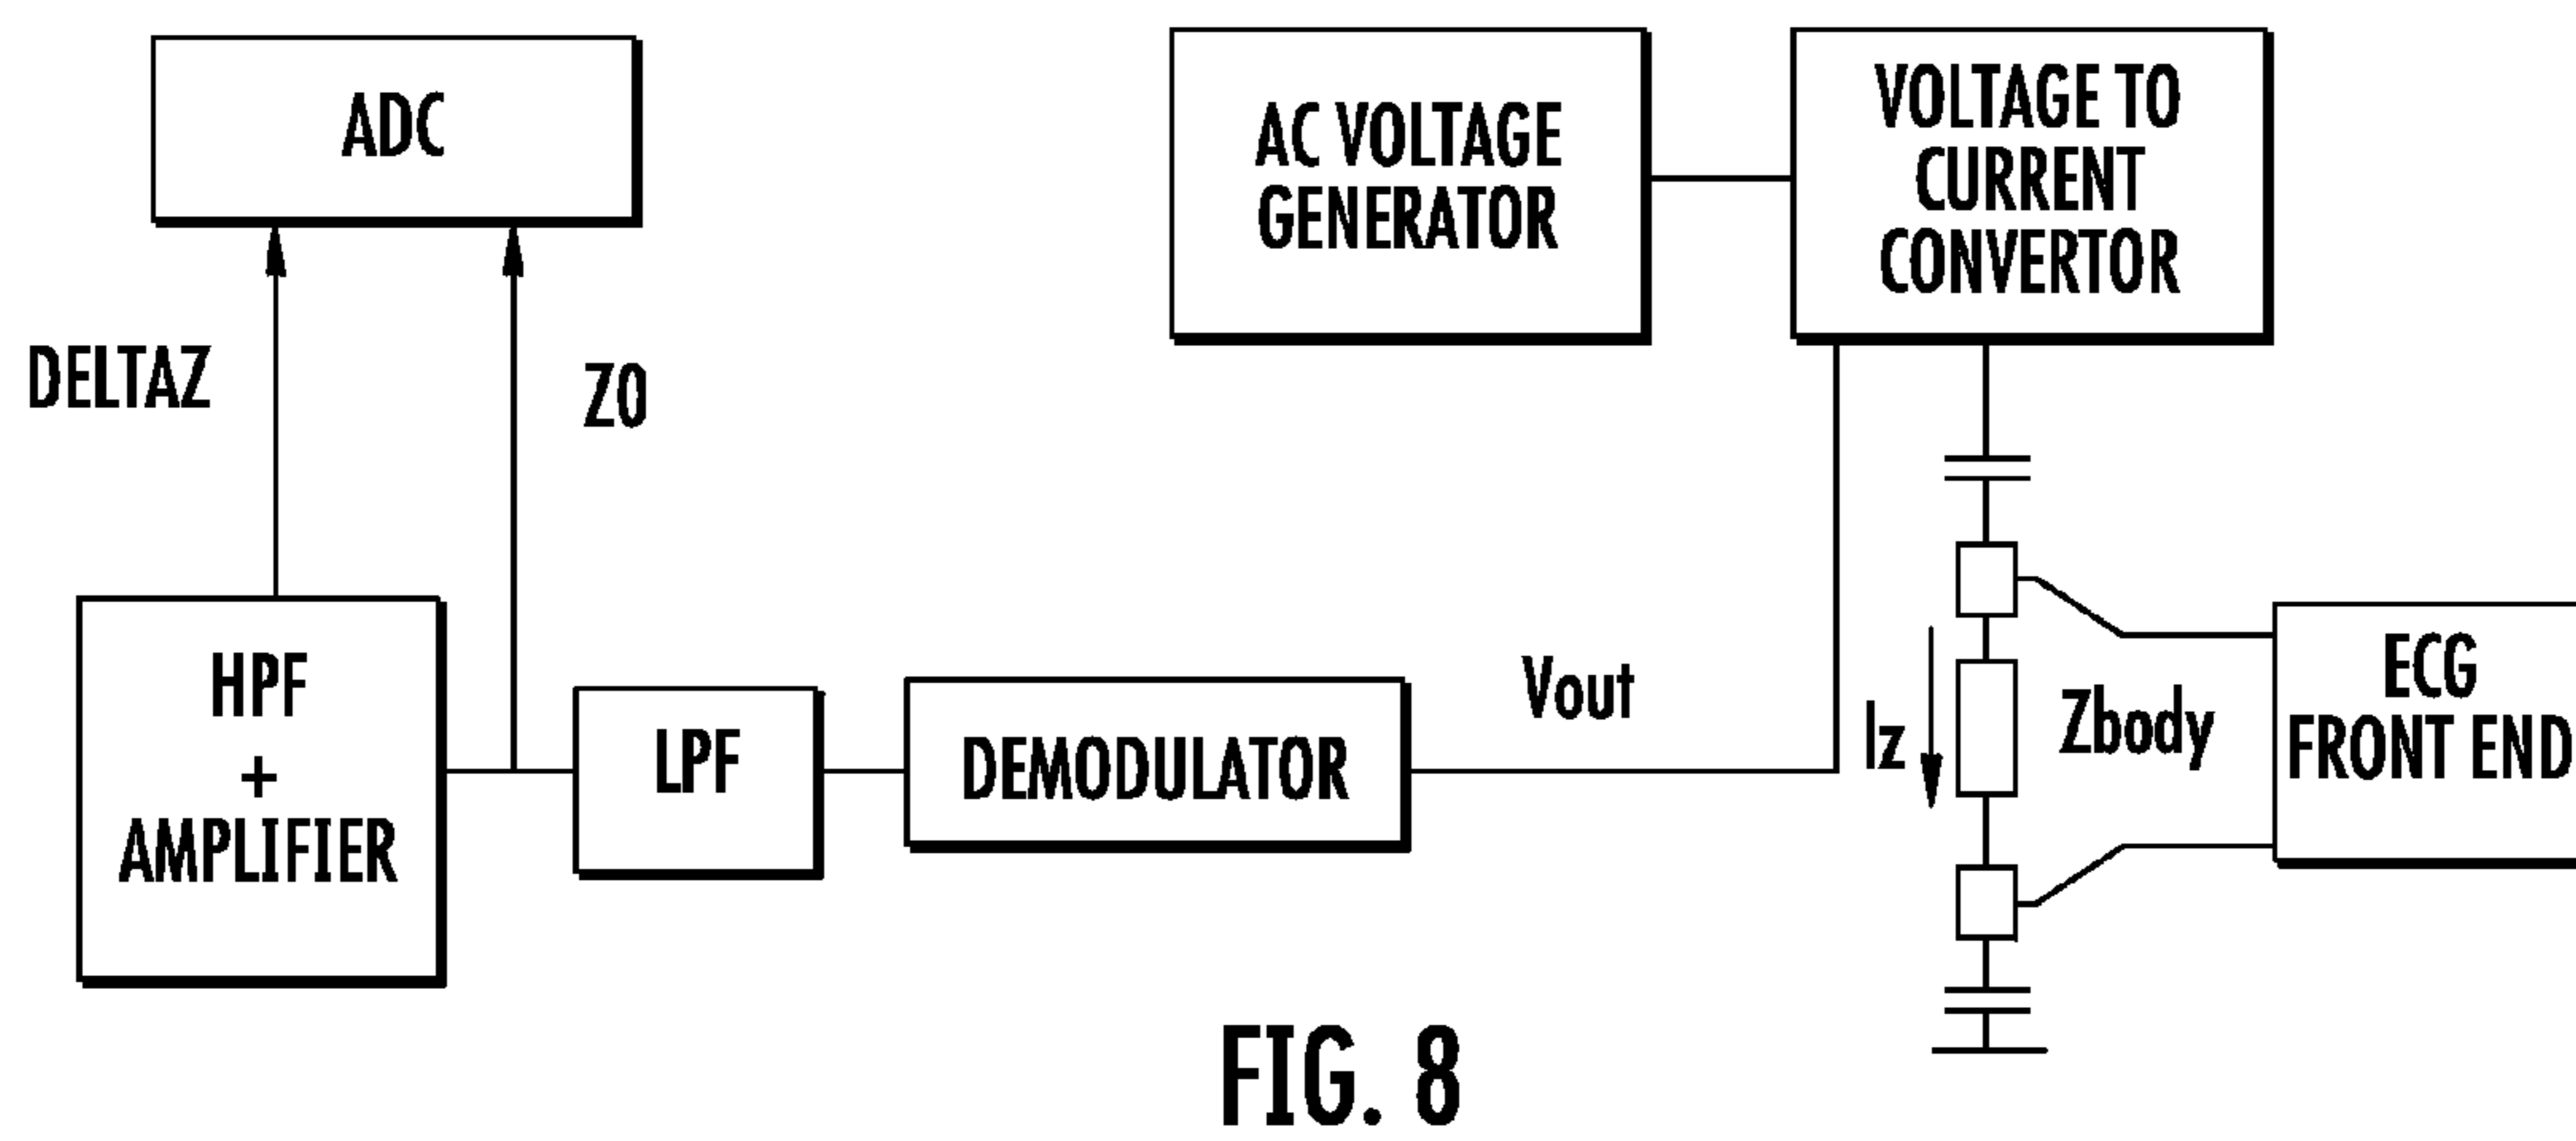 ADC
AC VOLTAGE
GENERATOR
VOLTAGE TO
CURRENT
CONVERTOR
DELTAZ
Z0
HPF
+
AMPLIFIER
LPF
DEMODULATOR
Vout
Iz
Zbody
ECG
FRONT END
FIG. 8